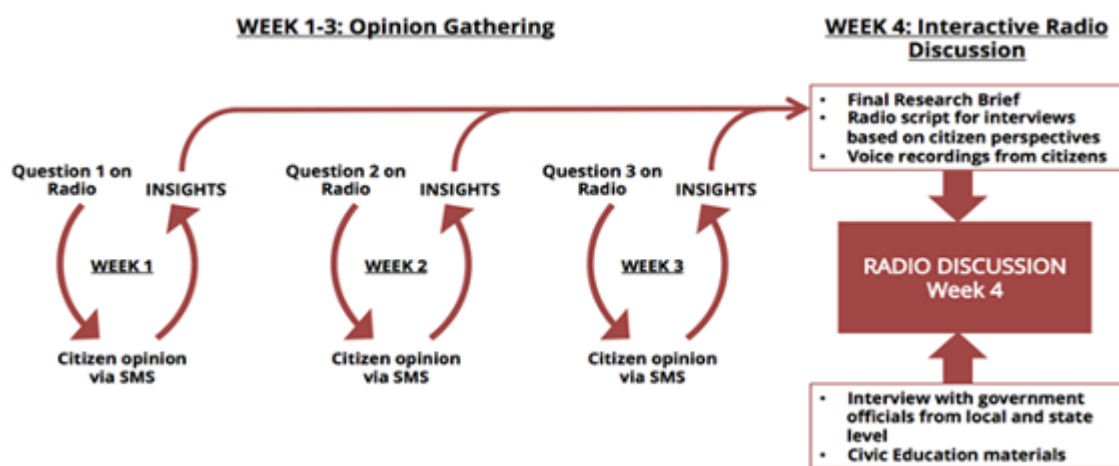 WEEK 1-3: Opinion Gathering
Question 1 on
Radio
INSIGHTS
WEEK 1
Citizen opinion
via SMS
Question 2 on
Radio
INSIGHTS
WEEK 2
Citizen opinion
via SMS
Question 3 on
Radio
INSIGHTS
WEEK 3
Citizen opinion
via SMS
WEEK 4: Interactive Radio
Discussion
• Final Research Brief
• Radio script for interviews
based on citizen perspectives
• Voice recordings from citizens
RADIO DISCUSSION
Week 4
• Interview with government
officials from local and state
level
• Civic Education materials